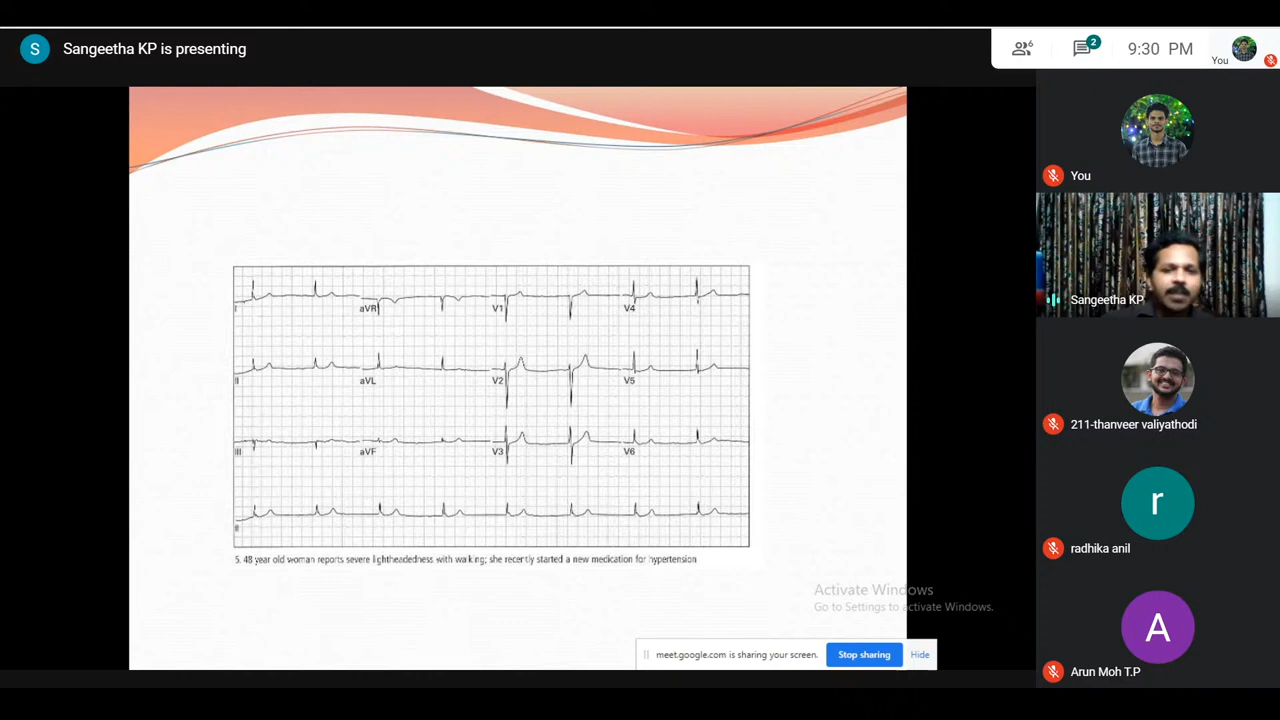 S Sangeetha KP is presenting
6 2 9:30 PM You
You
Sangeetha KP
211-thanveer valiyathodi
r
radhika anil
A
Arun Moh T.P
I aVR V1 V4
II aVL V2 V5
III aVF V3 V6
II
5. 48 year old woman reports severe lightheadedness with walking; she recently started a new medication for hypertension
Activate Windows
Go to Settings to activate Windows.
meet.google.com is sharing your screen. Stop sharing Hide